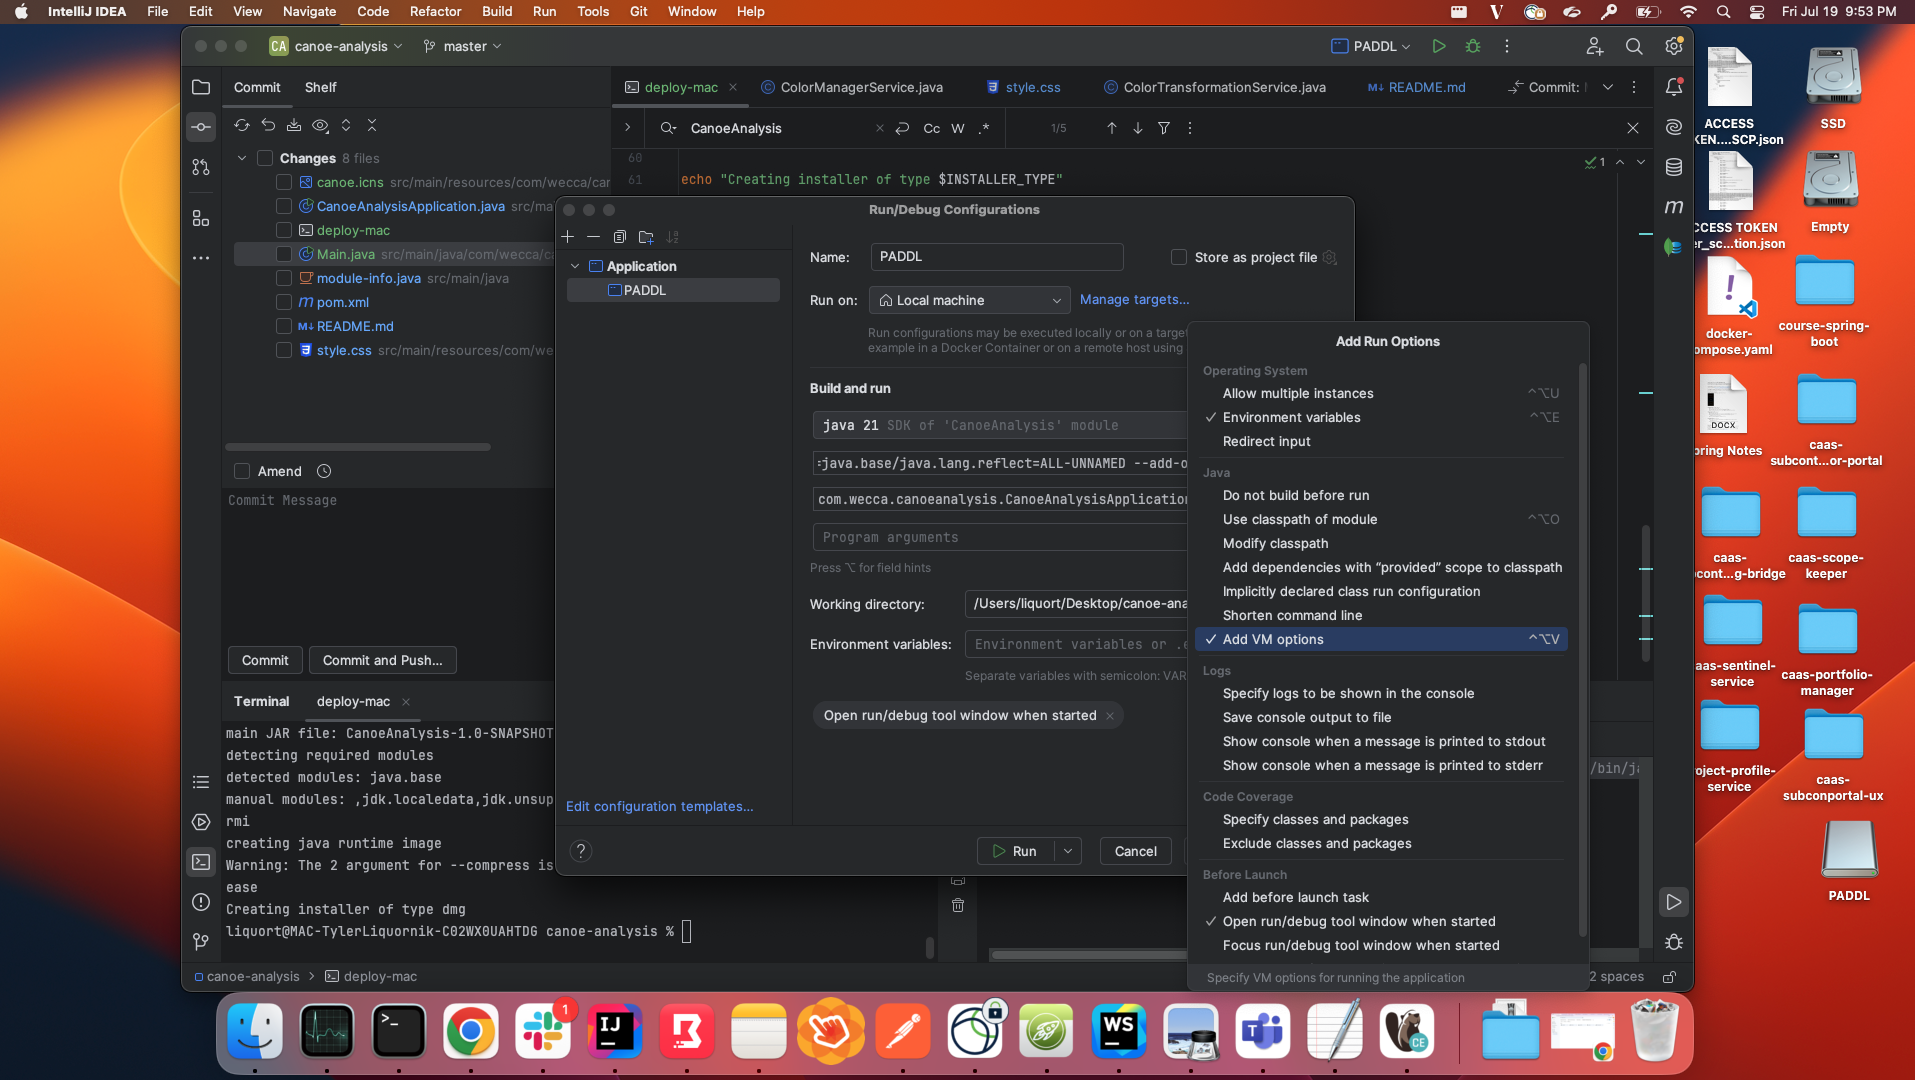 IntelliJ IDEA File Edit View Navigate Code Refactor Build Run Tools Git Window Help
Fri Jul 19 9:53 PM
CA canoe-analysis master
PADDL
Commit Shelf
deploy-mac ColorManagerService.java style.css ColorTransformationService.java README.md Commit:
CanoeAnalysis Cc W .* 1/5
Changes 8 files
canoe.icns src/main/resources/com/wecca/car
CanoeAnalysisApplication.java src/ma
deploy-mac
Main.java src/main/java/com/wecca/ca
module-info.java src/main/java
pom.xml
README.md
style.css src/main/resources/com/we
60
61 echo "Creating installer of type $INSTALLER_TYPE"
1
Amend
Commit Message
Commit Commit and Push...
Terminal deploy-mac
main JAR file: CanoeAnalysis-1.0-SNAPSHOT
detecting required modules
detected modules: java.base
manual modules: ,jdk.localedata,jdk.unsup
rmi
creating java runtime image
Warning: The 2 argument for --compress is
ease
Creating installer of type dmg
liquort@MAC-TylerLiquornik-C02WX0UAHTDG canoe-analysis %
canoe-analysis > deploy-mac
2 spaces
/bin/ja
Run/Debug Configurations
Application
PADDL
Edit configuration templates...
Name: PADDL Store as project file
Run on: Local machine Manage targets...
Run configurations may be executed locally or on a target
example in a Docker Container or on a remote host using
Build and run
java 21 SDK of 'CanoeAnalysis' module
=java.base/java.lang.reflect=ALL-UNNAMED --add-o
com.wecca.canoeanalysis.CanoeAnalysisApplication
Program arguments
Press ⌥ for field hints
Working directory: /Users/liquort/Desktop/canoe-ana
Environment variables: Environment variables or .e
Separate variables with semicolon: VAR
Open run/debug tool window when started
? Run Cancel
Add Run Options
Operating System
Allow multiple instances ^⌥U
✓ Environment variables ^⌥E
Redirect input
Java
Do not build before run
Use classpath of module ^⌥O
Modify classpath
Add dependencies with “provided” scope to classpath
Implicitly declared class run configuration
Shorten command line
✓ Add VM options ^⌥V
Logs
Specify logs to be shown in the console
Save console output to file
Show console when a message is printed to stdout
Show console when a message is printed to stderr
Code Coverage
Specify classes and packages
Exclude classes and packages
Before Launch
Add before launch task
✓ Open run/debug tool window when started
Focus run/debug tool window when started
Specify VM options for running the application
ACCESS
KEN....SCP.json
SSD
CCESS TOKEN
er_sc...tion.json
Empty
docker-
ompose.yaml
course-spring-
boot
DOCX
pring Notes
caas-
subcont...or-portal
caas-
cont...g-bridge
caas-scope-
keeper
aas-sentinel-
service
caas-portfolio-
manager
oject-profile-
service
caas-
subconportal-ux
PADDL
1
IJ
WS
CE